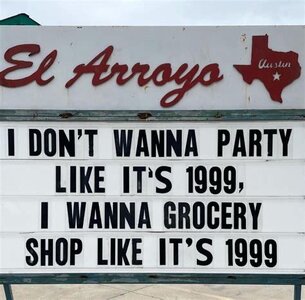 El Arroyo
Austin
I DON'T WANNA PARTY
LIKE IT'S 1999,
I WANNA GROCERY
SHOP LIKE IT'S 1999